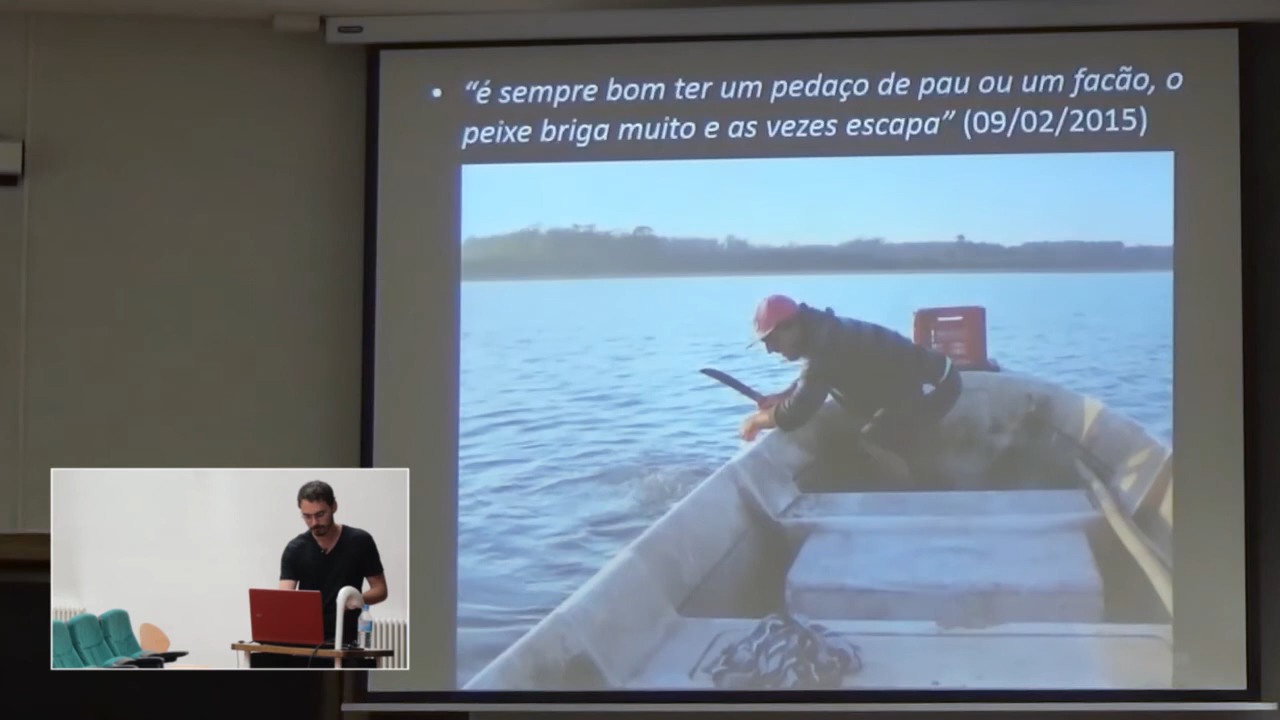 • “é sempre bom ter um pedaço de pau ou um facão, o
peixe briga muito e as vezes escapa” (09/02/2015)